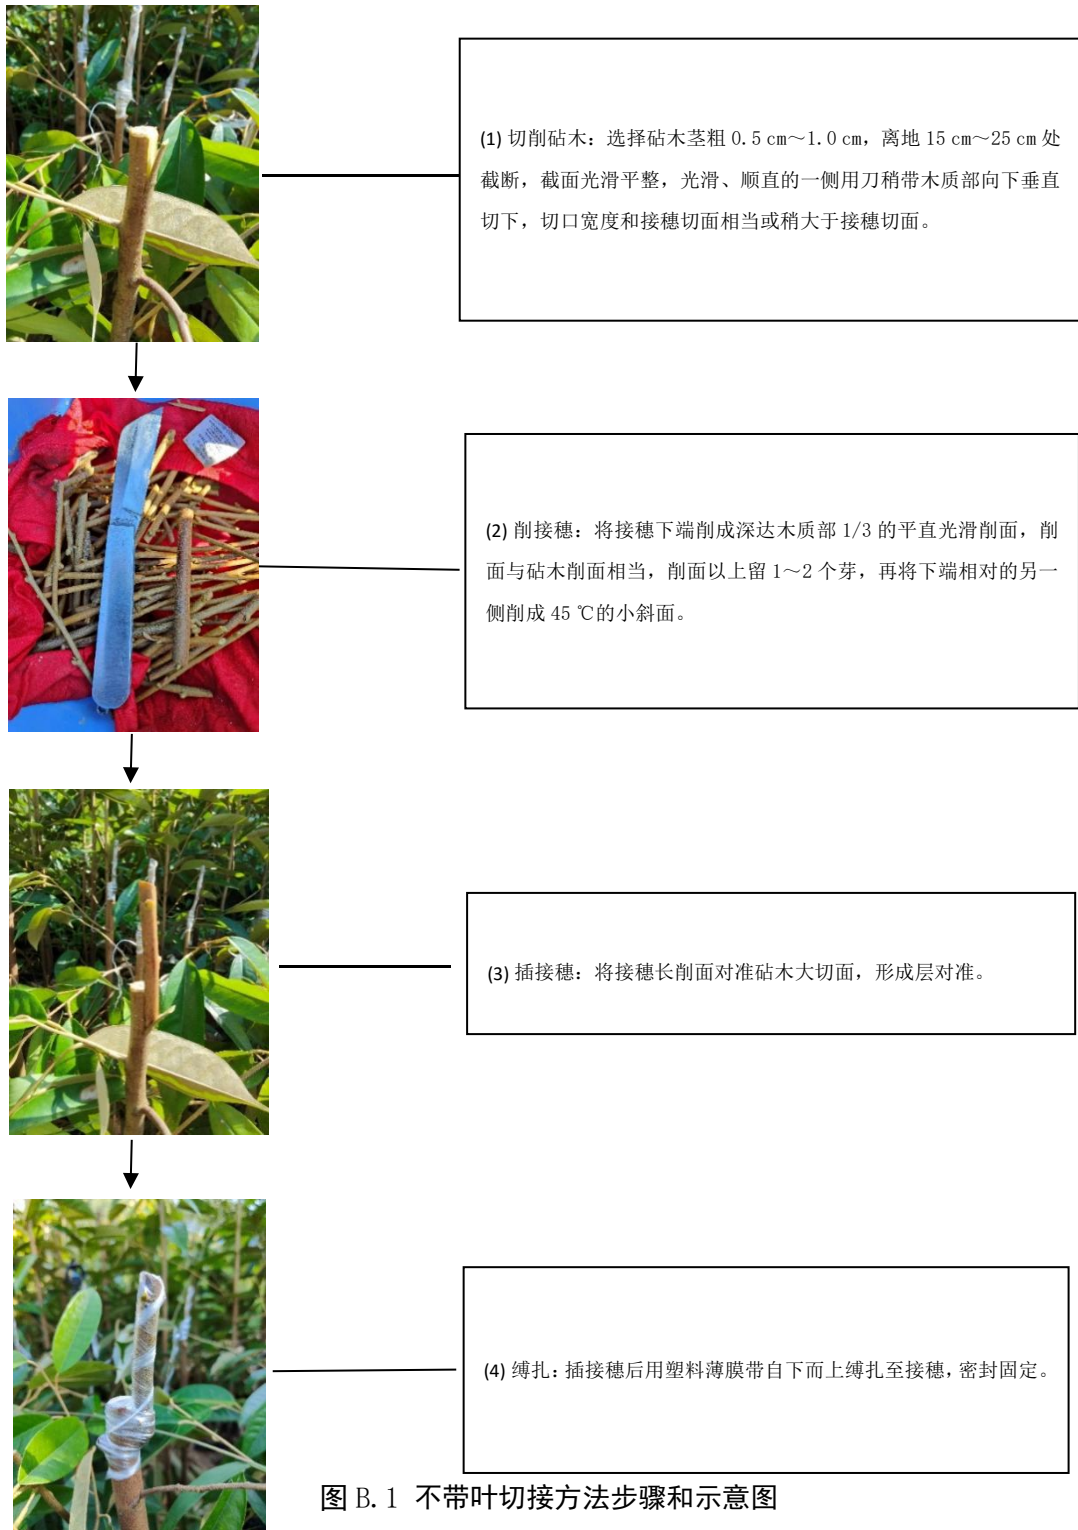 (1) 切削砧木：选择砧木茎粗 0.5 cm～1.0 cm，离地 15 cm～25 cm 处
截断，截面光滑平整，光滑、顺直的一侧用刀稍带木质部向下垂直
切下，切口宽度和接穗切面相当或稍大于接穗切面。
(2) 削接穗：将接穗下端削成深达木质部 1/3 的平直光滑削面，削
面与砧木削面相当，削面以上留 1～2 个芽，再将下端相对的另一
侧削成 45 ℃的小斜面。
(3) 插接穗：将接穗长削面对准砧木大切面，形成层对准。
(4) 缚扎：插接穗后用塑料薄膜带自下而上缚扎至接穗，密封固定。
图 B.1 不带叶切接方法步骤和示意图